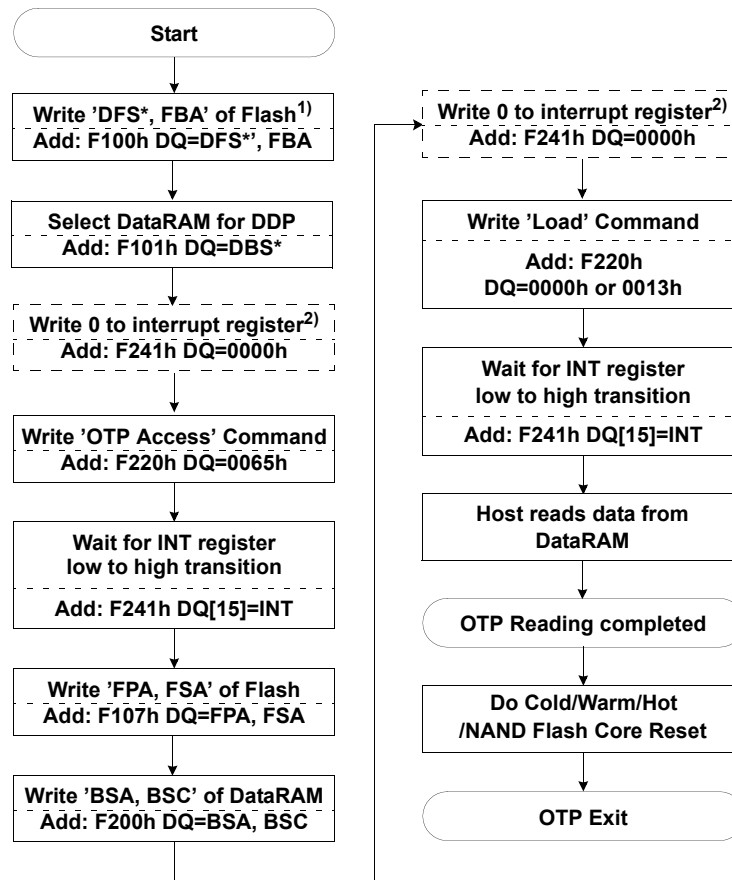 Start
Write 'DFS*, FBA' of Flash1)
Add: F100h DQ=DFS*', FBA
Select DataRAM for DDP
Add: F101h DQ=DBS*
Write 0 to interrupt register2)
Add: F241h DQ=0000h
Write 'OTP Access' Command
Add: F220h DQ=0065h
Wait for INT register
low to high transition
Add: F241h DQ[15]=INT
Write 'FPA, FSA' of Flash
Add: F107h DQ=FPA, FSA
Write 'BSA, BSC' of DataRAM
Add: F200h DQ=BSA, BSC
Write 0 to interrupt register2)
Add: F241h DQ=0000h
Write 'Load' Command
Add: F220h
DQ=0000h or 0013h
Wait for INT register
low to high transition
Add: F241h DQ[15]=INT
Host reads data from
DataRAM
OTP Reading completed
Do Cold/Warm/Hot
/NAND Flash Core Reset
OTP Exit